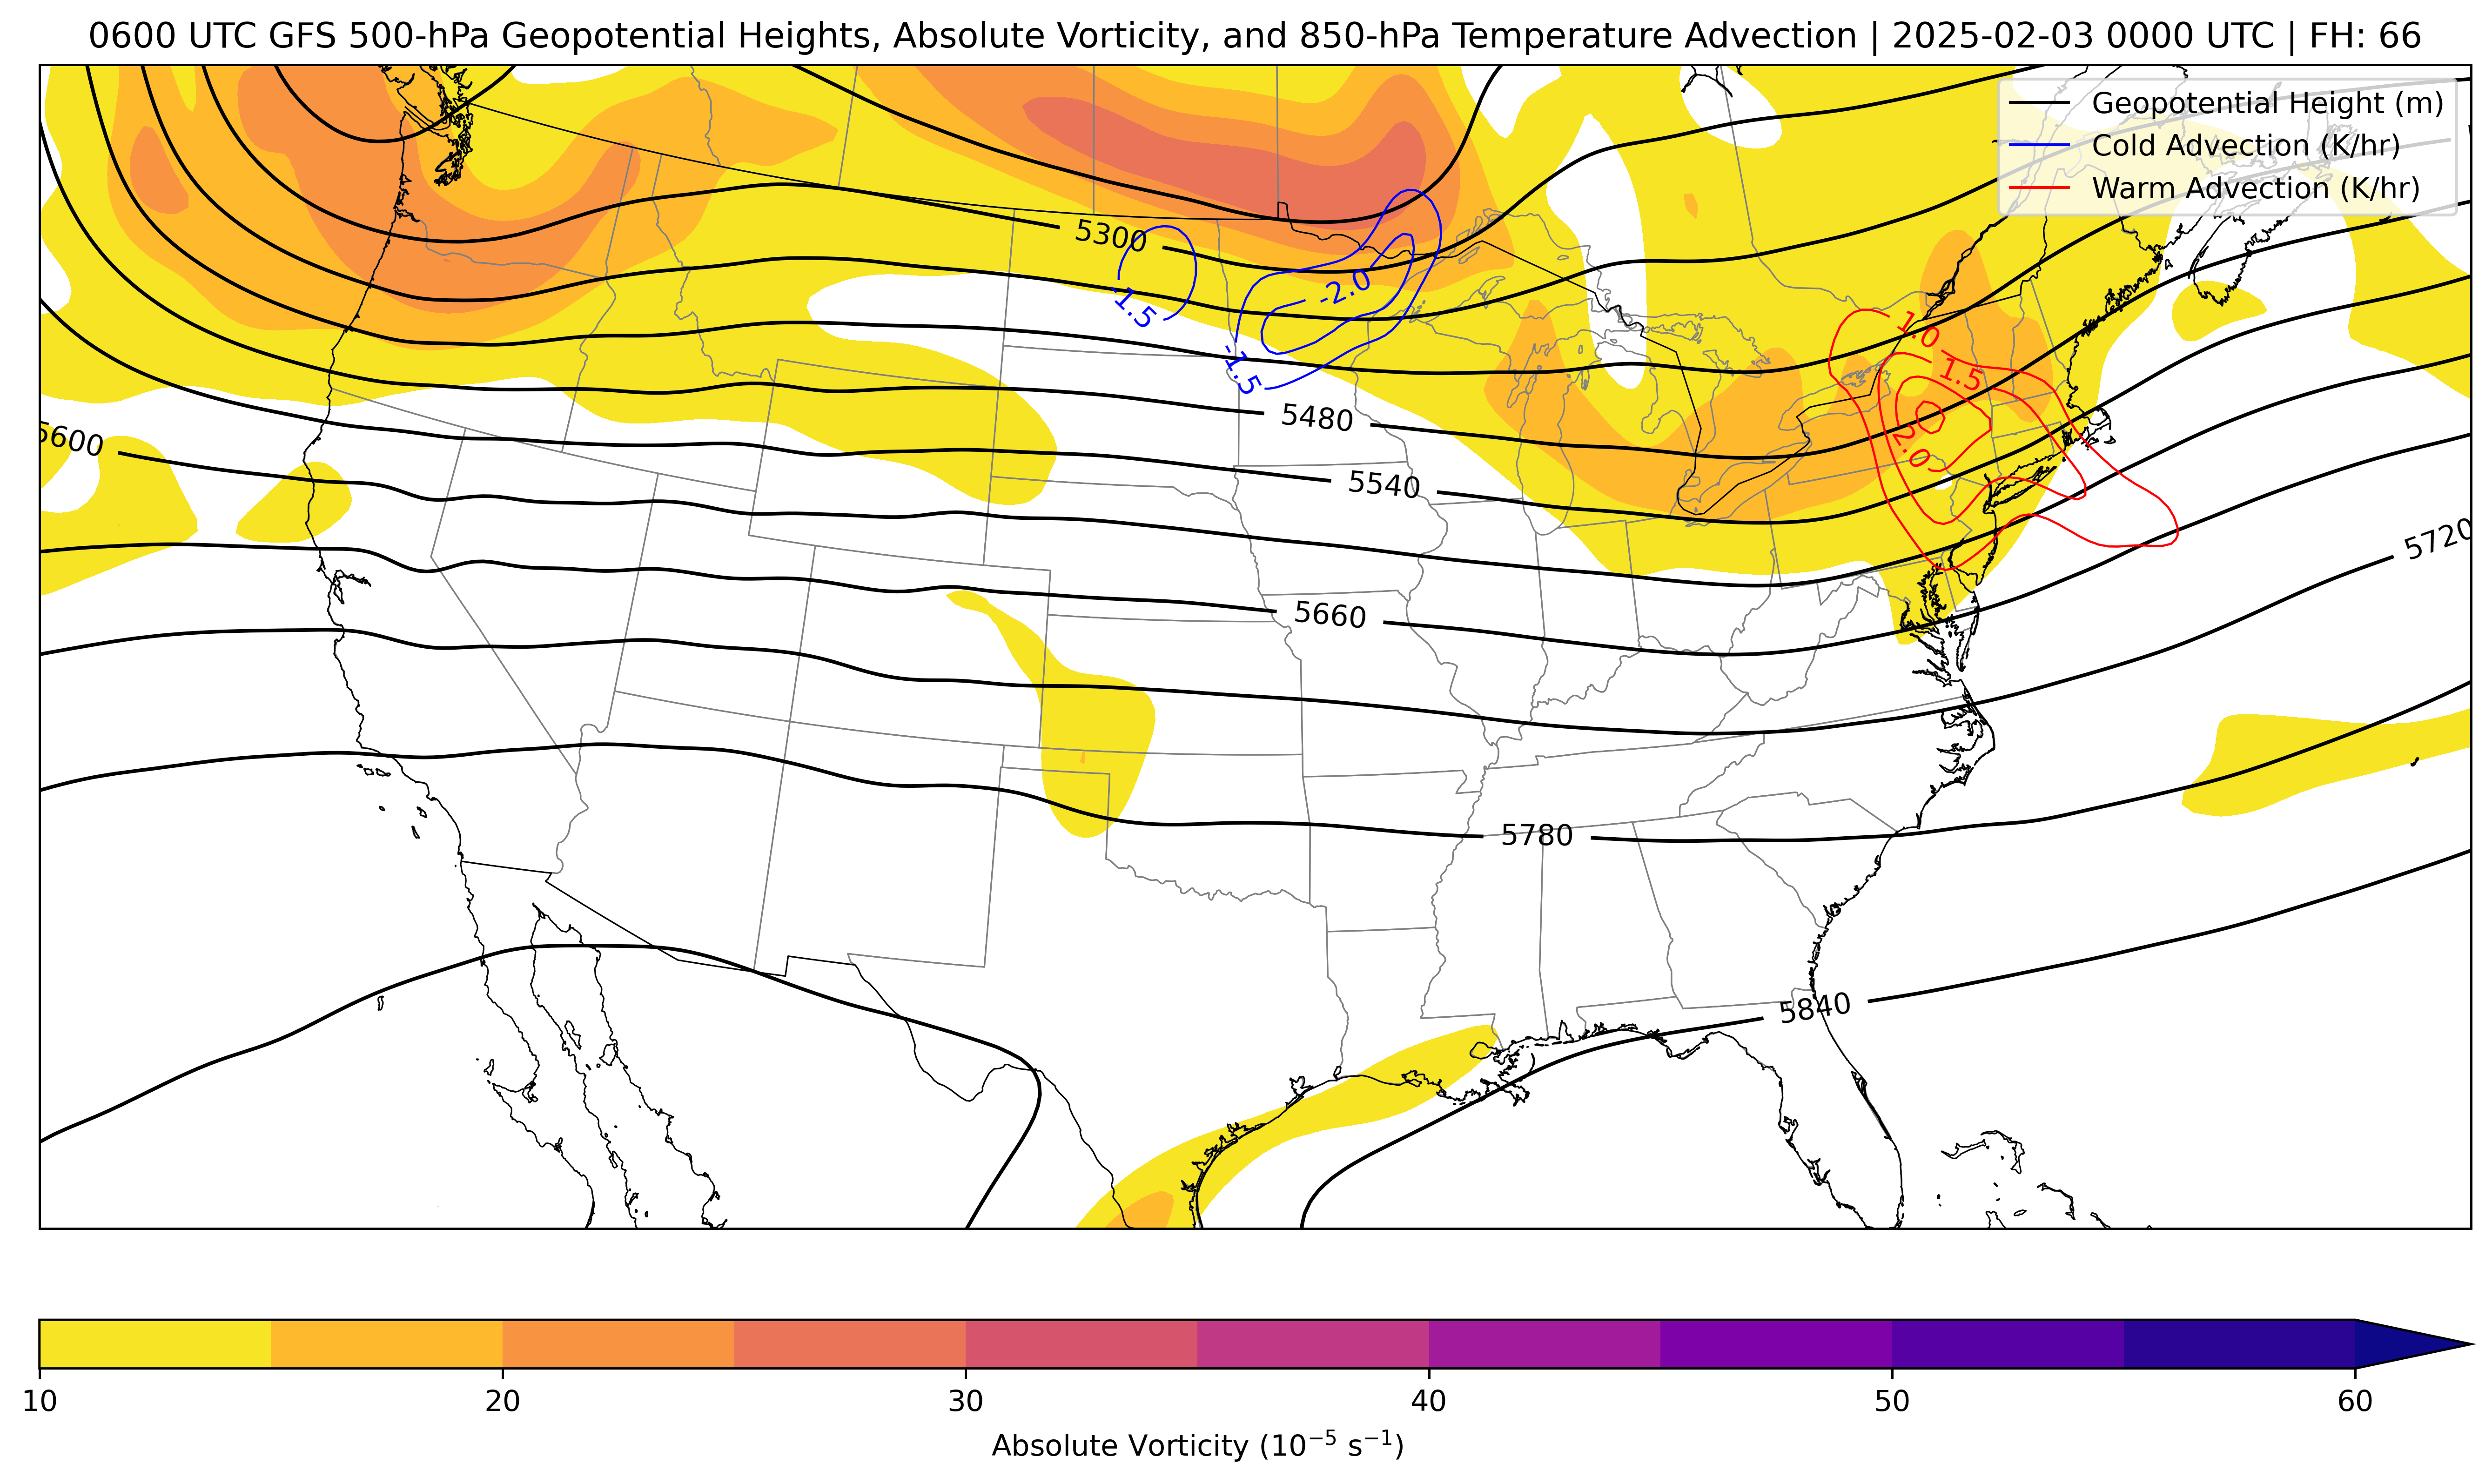 0600 UTC GFS 500-hPa Geopotential Heights, Absolute Vorticity, and 850-hPa Temperature Advection | 2025-02-03 0000 UTC | FH: 66
Geopotential Height (m)
Cold Advection (K/hr)
Warm Advection (K/hr)
5300
-1.5
-2.0
-1.5
1.0
1.5
2.0
5480
5600
5540
5720
5660
5780
5840
10 20 30 40 50 60
Absolute Vorticity (10⁻⁵ s⁻¹)